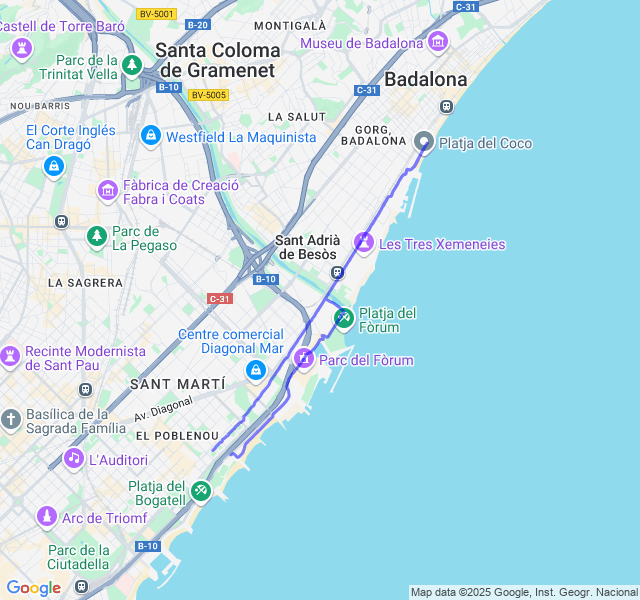 C-31
BV-5001
B-20
MONTIGALÀ
Castell de Torre Baró
Museu de Badalona
Parc de la
Trinitat Vella
Santa Coloma
de Gramenet
Badalona
B-10
C-31
BV-5005
NOU BARRIS
LA SALUT
El Corte Inglés
Can Dragó
Westfield La Maquinista
GORG,
BADALONA
Platja del Coco
Fàbrica de Creació
Fabra i Coats
Parc de
La Pegaso
Sant Adrià
de Besòs
Les Tres Xemeneies
LA SAGRERA
B-10
C-31
Platja del
Fòrum
Centre comercial
Diagonal Mar
Recinte Modernista
de Sant Pau
Parc del Fòrum
SANT MARTÍ
Av. Diagonal
Basílica de la
Sagrada Família
EL POBLENOU
L'Auditori
Platja del
Bogatell
Arc de Triomf
B-10
Parc de la
Ciutadella
Google
Map data ©2025 Google, Inst. Geogr. Nacional